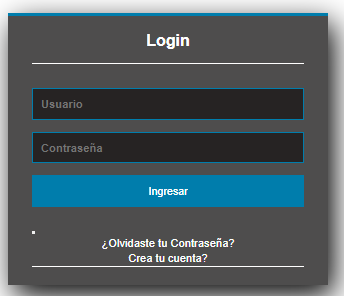 Login
Usuario
Contraseña
Ingresar
¿Olvidaste tu Contraseña?
Crea tu cuenta?